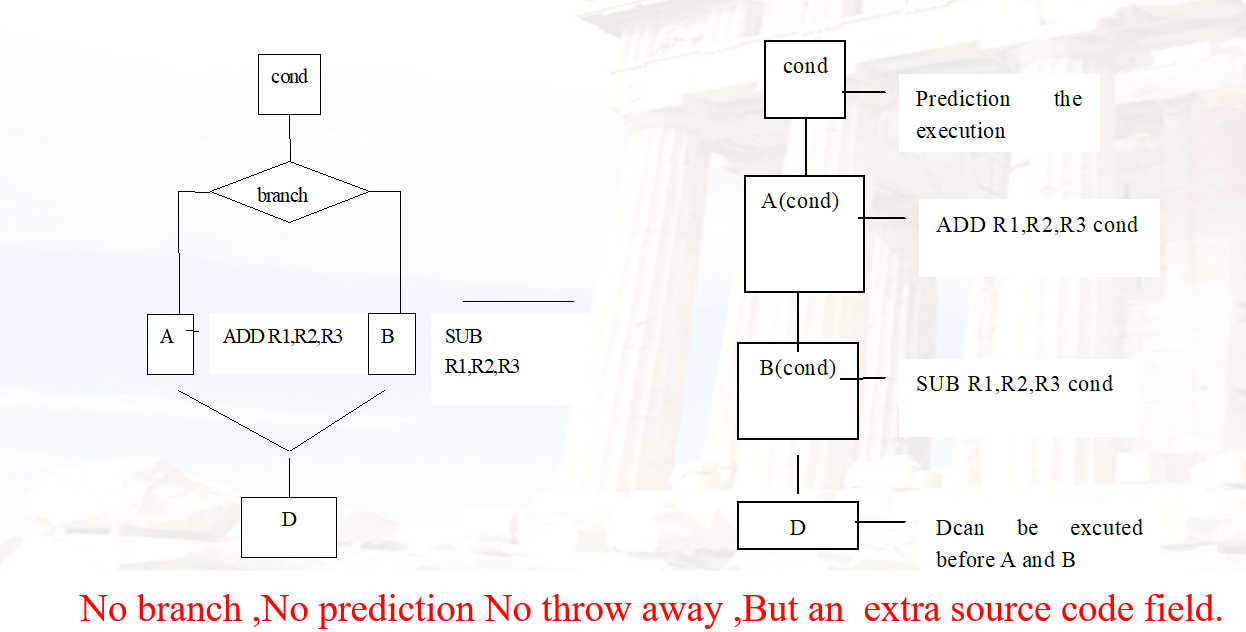 cond
branch
A
ADD R1,R2,R3
B
SUB
R1,R2,R3
D
cond
Prediction the
execution
A(cond)
ADD R1,R2,R3 cond
B(cond)
SUB R1,R2,R3 cond
D
Dcan be excuted
before A and B
No branch ,No prediction No throw away ,But an extra source code field.